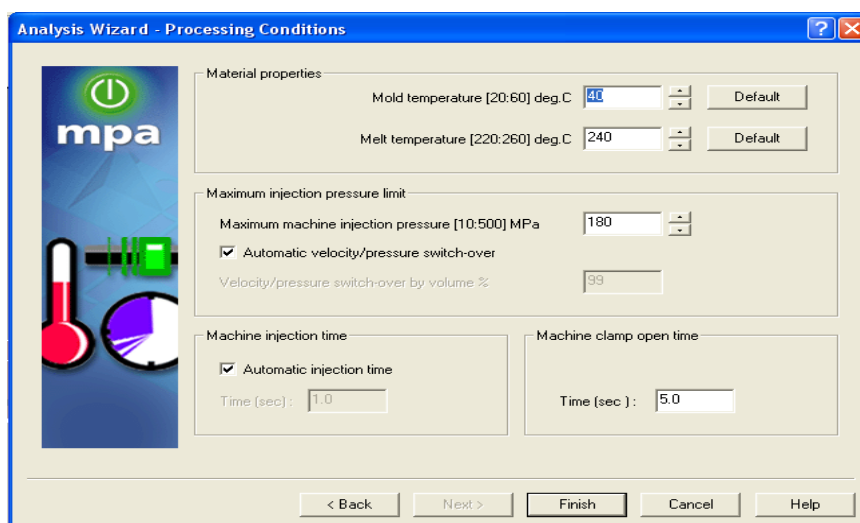 Analysis Wizard - Processing Conditions
mpa
Material properties
Mold temperature [20:60] deg.C 40 Default
Melt temperature [220:260] deg.C 240 Default
Maximum injection pressure limit
Maximum machine injection pressure [10:500] MPa 180
Automatic velocity/pressure switch-over
Velocity/pressure switch-over by volume % 99
Machine injection time
Automatic injection time
Time (sec) : 1.0
Machine clamp open time
Time (sec ) : 5.0
< Back Next > Finish Cancel Help